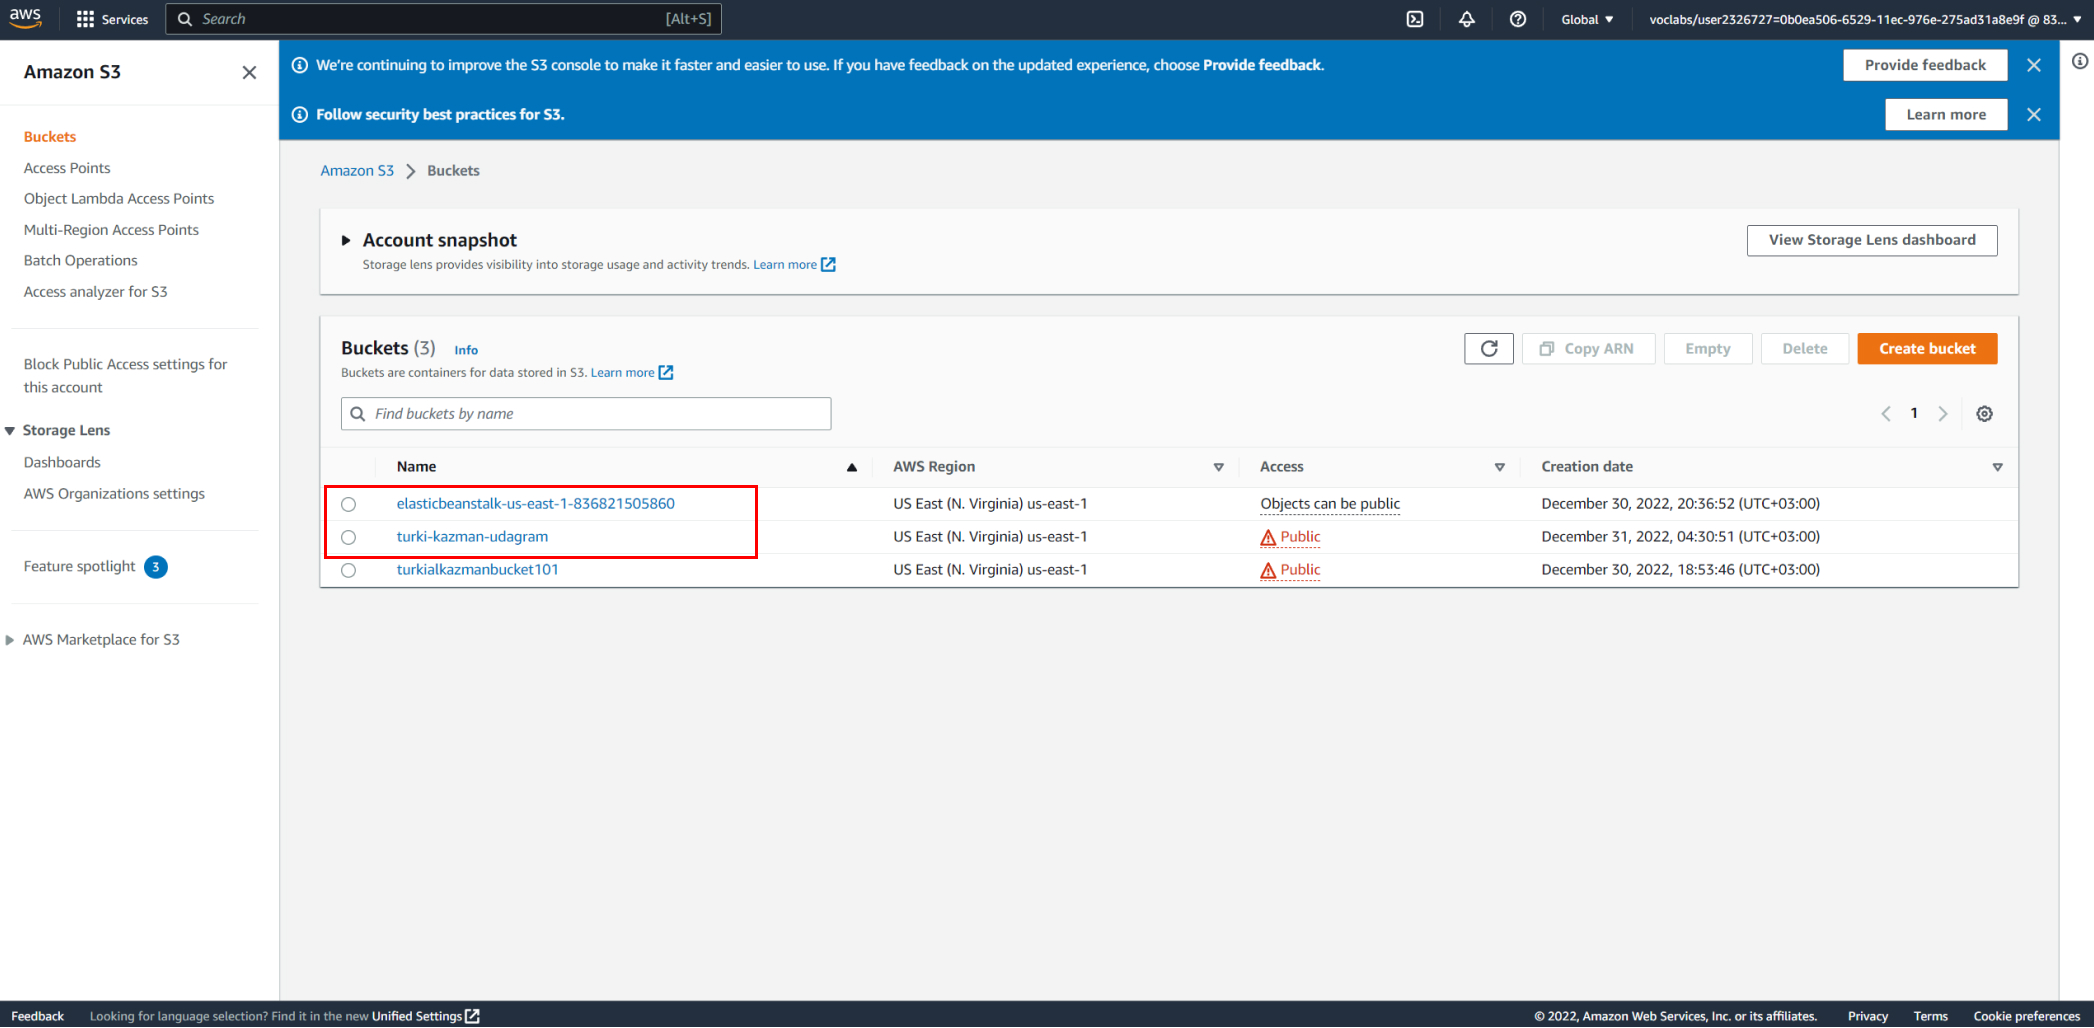 aws Services Search [Alt+S] Global voclabs/user2326727=0b0ea506-6529-11ec-976e-275ad31a8e9f @ 83...
Amazon S3
Buckets
Access Points
Object Lambda Access Points
Multi-Region Access Points
Batch Operations
Access analyzer for S3
Block Public Access settings for
this account
Storage Lens
Dashboards
AWS Organizations settings
Feature spotlight 3
AWS Marketplace for S3
We're continuing to improve the S3 console to make it faster and easier to use. If you have feedback on the updated experience, choose Provide feedback. Provide feedback
Follow security best practices for S3. Learn more
Amazon S3 Buckets
Account snapshot View Storage Lens dashboard
Storage lens provides visibility into storage usage and activity trends. Learn more
Buckets (3) Info Copy ARN Empty Delete Create bucket
Buckets are containers for data stored in S3. Learn more
Find buckets by name 1
Name AWS Region Access Creation date
elasticbeanstalk-us-east-1-836821505860 US East (N. Virginia) us-east-1 Objects can be public December 30, 2022, 20:36:52 (UTC+03:00)
turki-kazman-udagram US East (N. Virginia) us-east-1 Public December 31, 2022, 04:30:51 (UTC+03:00)
turkialkazmanbucket101 US East (N. Virginia) us-east-1 Public December 30, 2022, 18:53:46 (UTC+03:00)
Feedback Looking for language selection? Find it in the new Unified Settings © 2022, Amazon Web Services, Inc. or its affiliates. Privacy Terms Cookie preferences